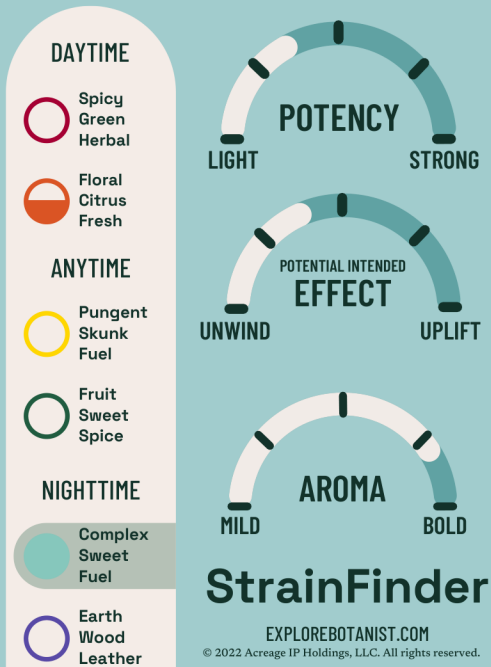 DAYTIME
Spicy
Green
Herbal
Floral
Citrus
Fresh
ANYTIME
Pungent
Skunk
Fuel
Fruit
Sweet
Spice
NIGHTTIME
Complex
Sweet
Fuel
Earth
Wood
Leather
POTENCY
LIGHT STRONG
POTENTIAL INTENDED
EFFECT
UNWIND UPLIFT
AROMA
MILD BOLD
StrainFinder
EXPLOREBOTANIST.COM
© 2022 Acreage IP Holdings, LLC. All rights reserved.